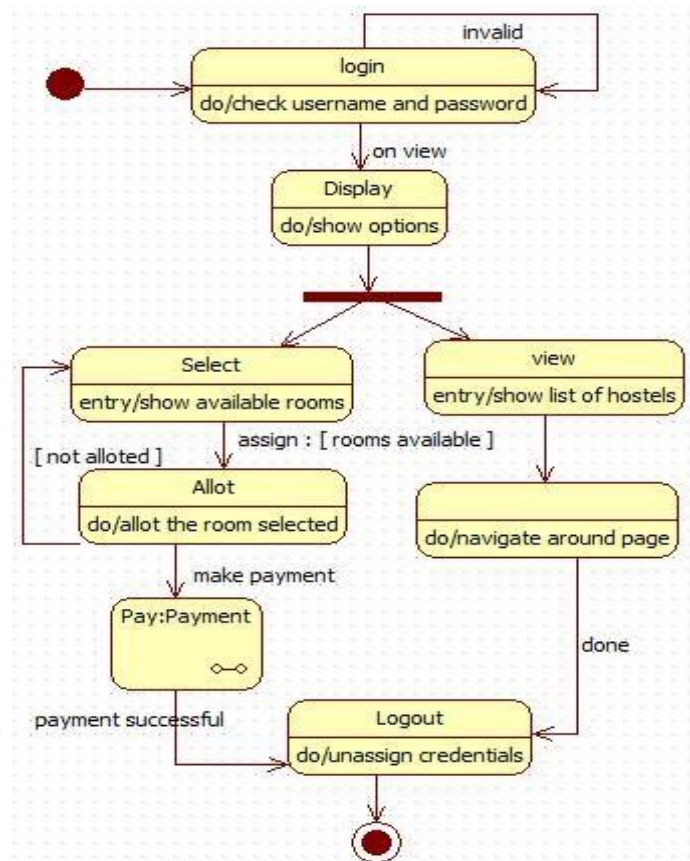 invalid
login
do/check username and password
on view
Display
do/show options
Select
entry/show available rooms
view
entry/show list of hostels
assign : [ rooms available ]
[ not alloted ]
Allot
do/allot the room selected
do/navigate around page
make payment
Pay:Payment
done
payment successful
Logout
do/unassign credentials